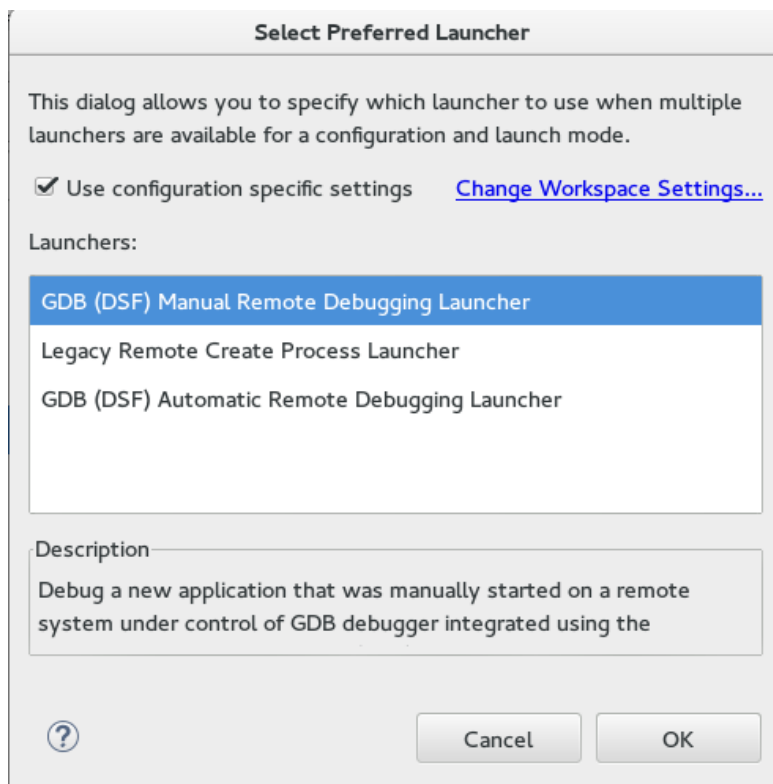 Select Preferred Launcher
This dialog allows you to specify which launcher to use when multiple
launchers are available for a configuration and launch mode.
Use configuration specific settings Change Workspace Settings...
Launchers:
GDB (DSF) Manual Remote Debugging Launcher
Legacy Remote Create Process Launcher
GDB (DSF) Automatic Remote Debugging Launcher
Description
Debug a new application that was manually started on a remote
system under control of GDB debugger integrated using the
?
Cancel OK